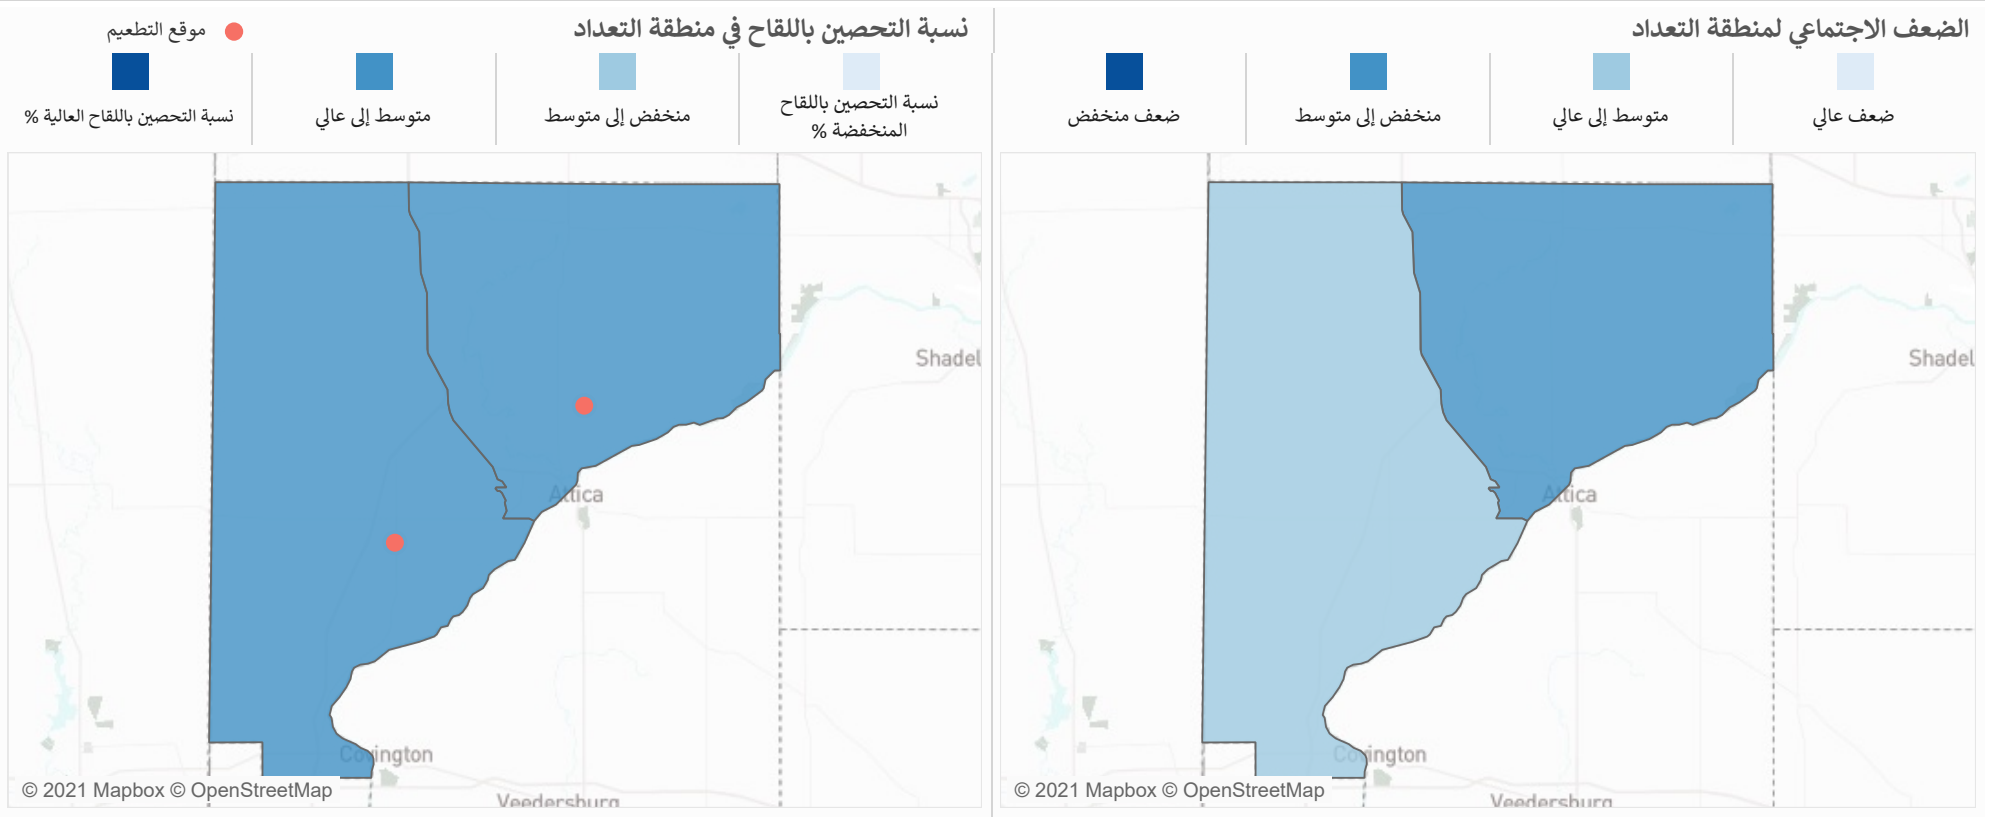 الضعف الاجتماعي لمنطقة التعداد
ضعف عالي
متوسط إلى عالي
منخفض إلى متوسط
ضعف منخفض
Shadel
Attica
Covington
Veedersburg
© 2021 Mapbox © OpenStreetMap
نسبة التحصين باللقاح في منطقة التعداد
موقع التطعيم
نسبة التحصين باللقاح
المنخفضة %
منخفض إلى متوسط
متوسط إلى عالي
نسبة التحصين باللقاح العالية %
Shadel
Attica
Covington
Veedersburg
© 2021 Mapbox © OpenStreetMap